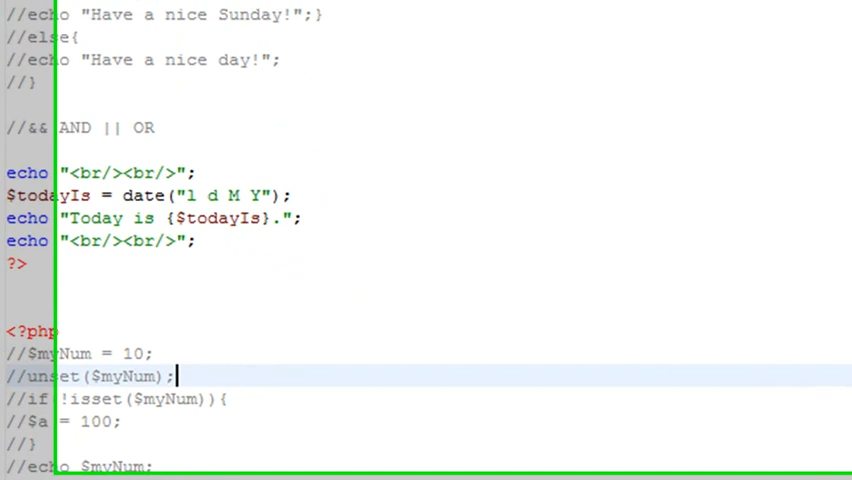 //echo "Have a nice Sunday!";}
//else{
//echo "Have a nice day!";
//}
//&& AND || OR
echo "<br/><br/>";
$todayIs = date("l d M Y");
echo "Today is {$todayIs}.";
echo "<br/><br/>";
?>
<?php
//$myNum = 10;
//unset($myNum);
//if !isset($myNum)){
//$a = 100;
//}
//echo $myNum;